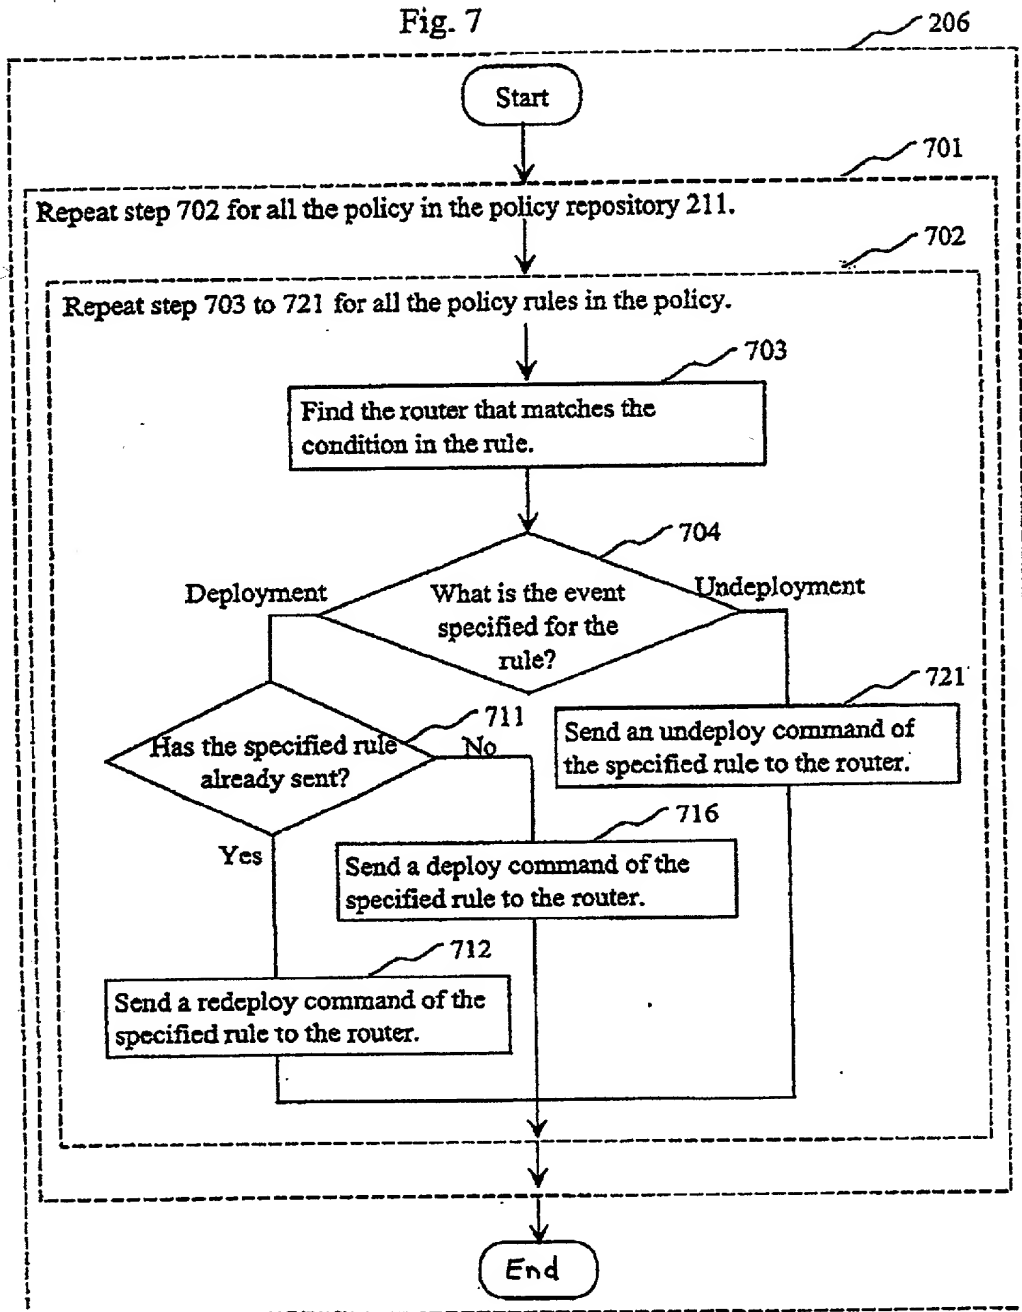 Fig. 7
206
Start
701
Repeat step 702 for all the policy in the policy repository 211.
702
Repeat step 703 to 721 for all the policy rules in the policy.
703
Find the router that matches the
condition in the rule.
704
Deployment
What is the event
specified for the
rule?
Undeployment
711
Has the specified rule
already sent?
No
Yes
721
Send an undeploy command of
the specified rule to the router.
716
Send a deploy command of the
specified rule to the router.
712
Send a redeploy command of the
specified rule to the router.
End